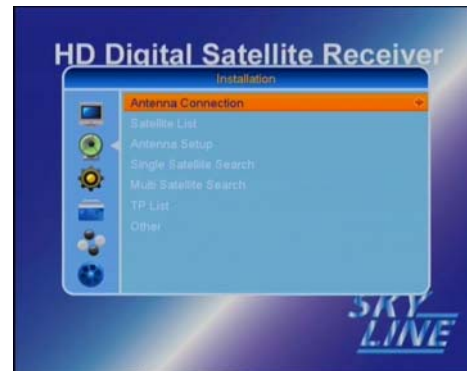 HD Digital Satellite Receiver
Installation
Antenna Connection
Satellite List
Antenna Setup
Single Satellite Search
Multi Satellite Search
TP List
Other
SKY
LINE